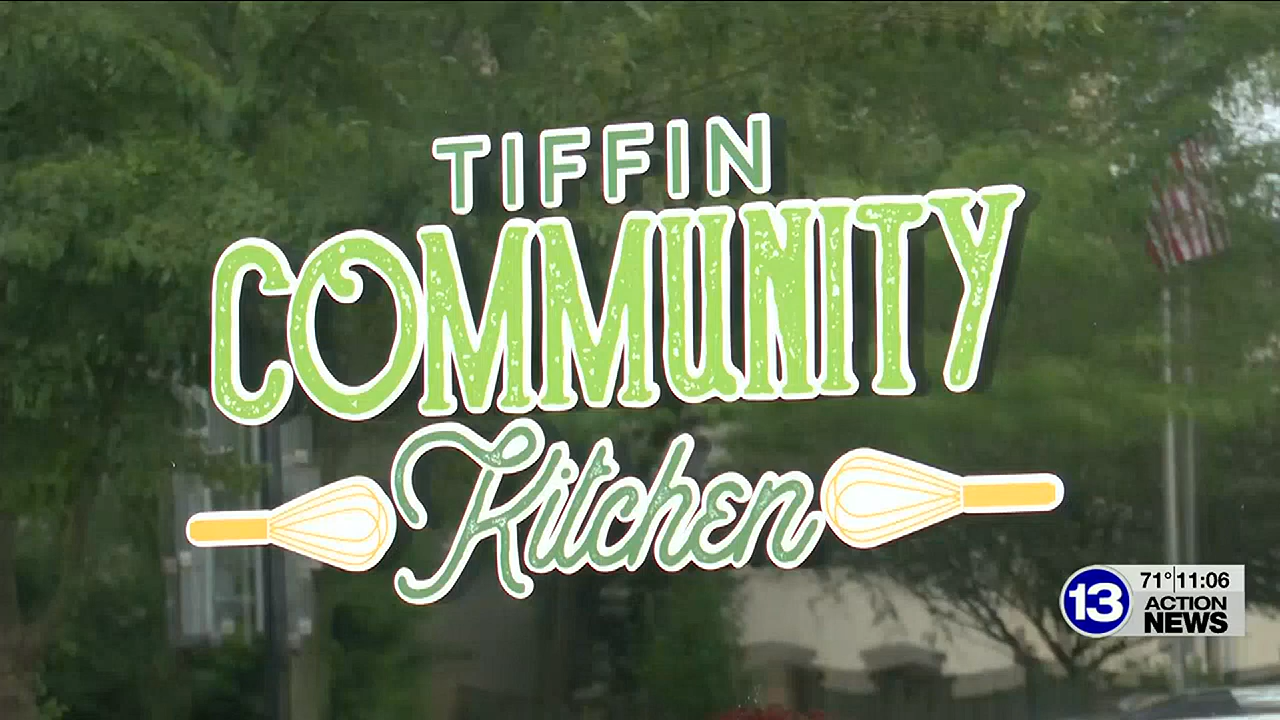 TIFFIN
COMMUNITY
Kitchen
13
71° 11:06
ACTION
NEWS